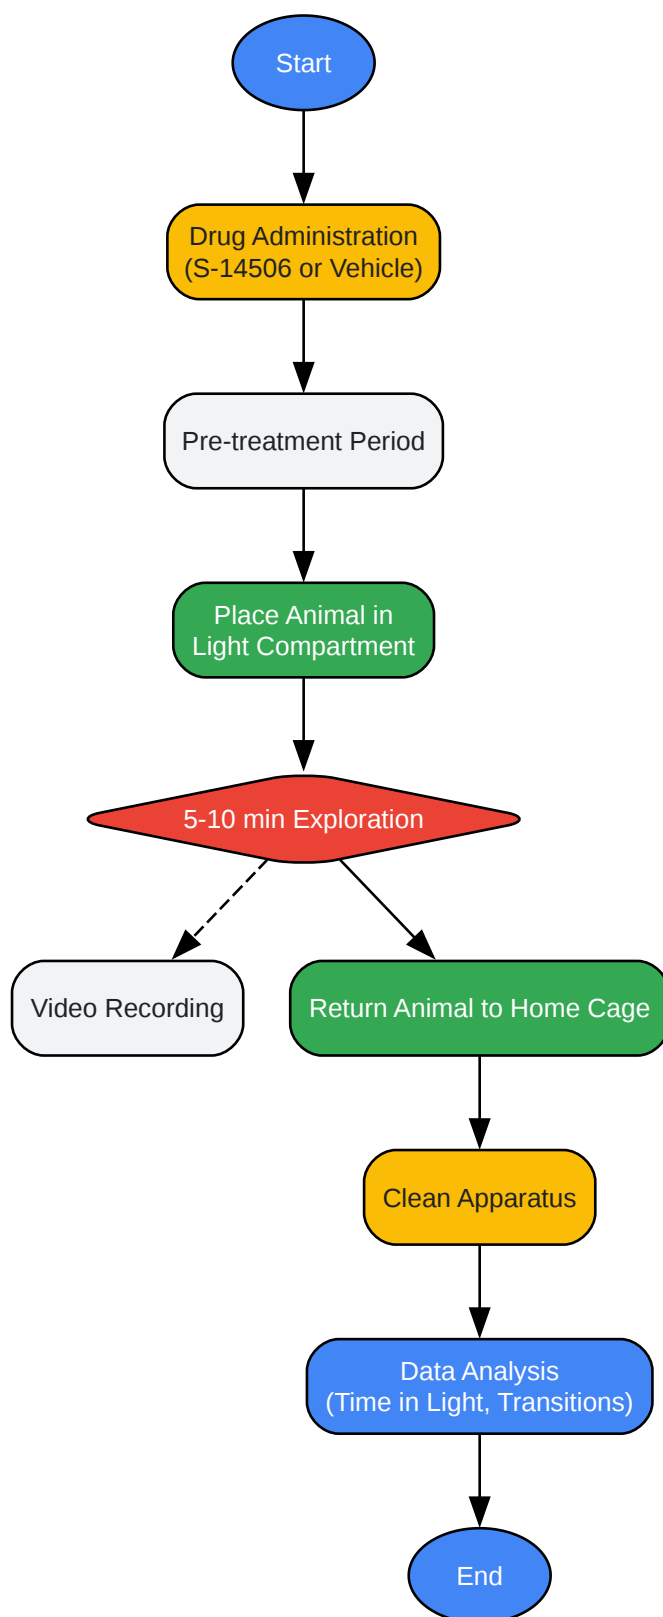 Start
Drug Administration
(S-14506 or Vehicle)
Pre-treatment Period
Place Animal in
Light Compartment
5-10 min Exploration
Video Recording
Return Animal to Home Cage
Clean Apparatus
Data Analysis
(Time in Light, Transitions)
End